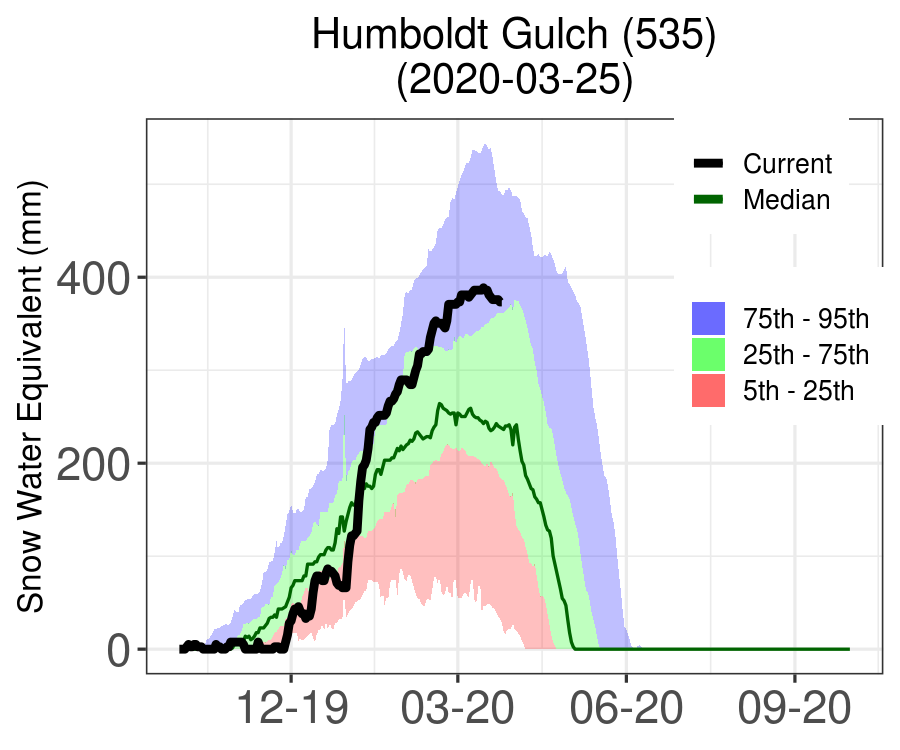 Humboldt Gulch (535)
(2020-03-25)
Snow Water Equivalent (mm)
400
200
0
12-19
03-20
06-20
09-20
Current
Median
75th - 95th
25th - 75th
5th - 25th